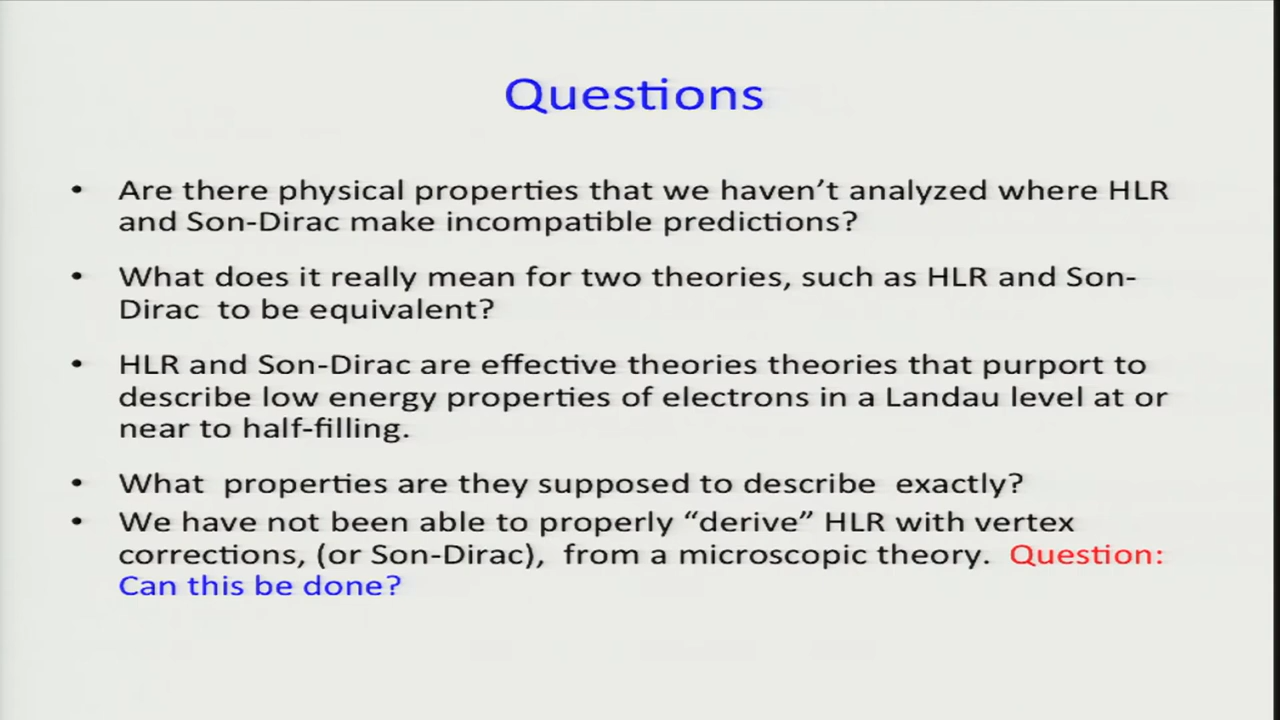 Questions
• Are there physical properties that we haven’t analyzed where HLR
and Son-Dirac make incompatible predictions?
• What does it really mean for two theories, such as HLR and Son-
Dirac to be equivalent?
• HLR and Son-Dirac are effective theories theories that purport to
describe low energy properties of electrons in a Landau level at or
near to half-filling.
• What properties are they supposed to describe exactly?
• We have not been able to properly “derive” HLR with vertex
corrections, (or Son-Dirac), from a microscopic theory. Question:
Can this be done?